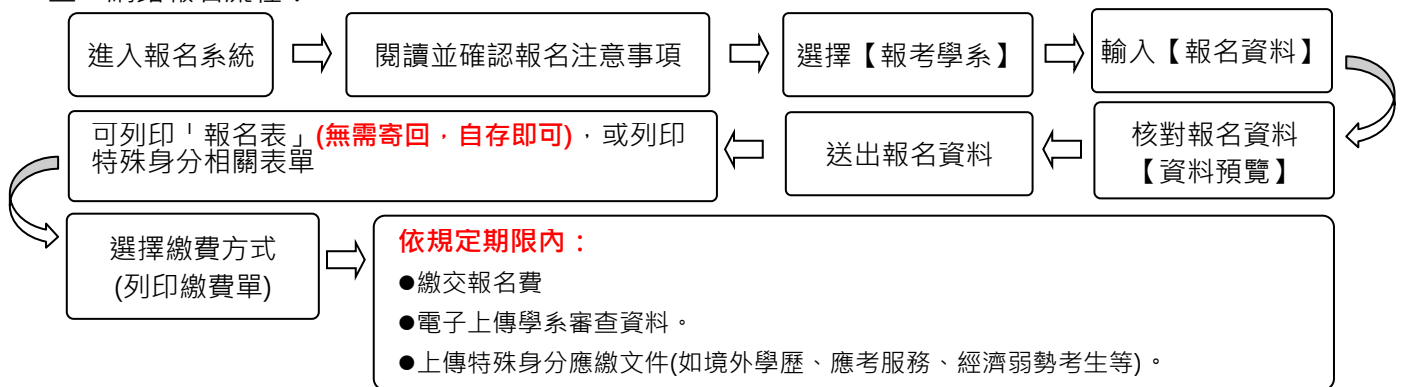 進入報名系統
閱讀並確認報名注意事項
選擇【報考學系】
輸入【報名資料】
核對報名資料
【資料預覽】
送出報名資料
可列印「報名表」(無需寄回，自存即可)，或列印
特殊身分相關表單
選擇繳費方式
(列印繳費單)
依規定期限內：
●繳交報名費
●電子上傳學系審查資料。
●上傳特殊身分應繳文件(如境外學歷、應考服務、經濟弱勢考生等)。